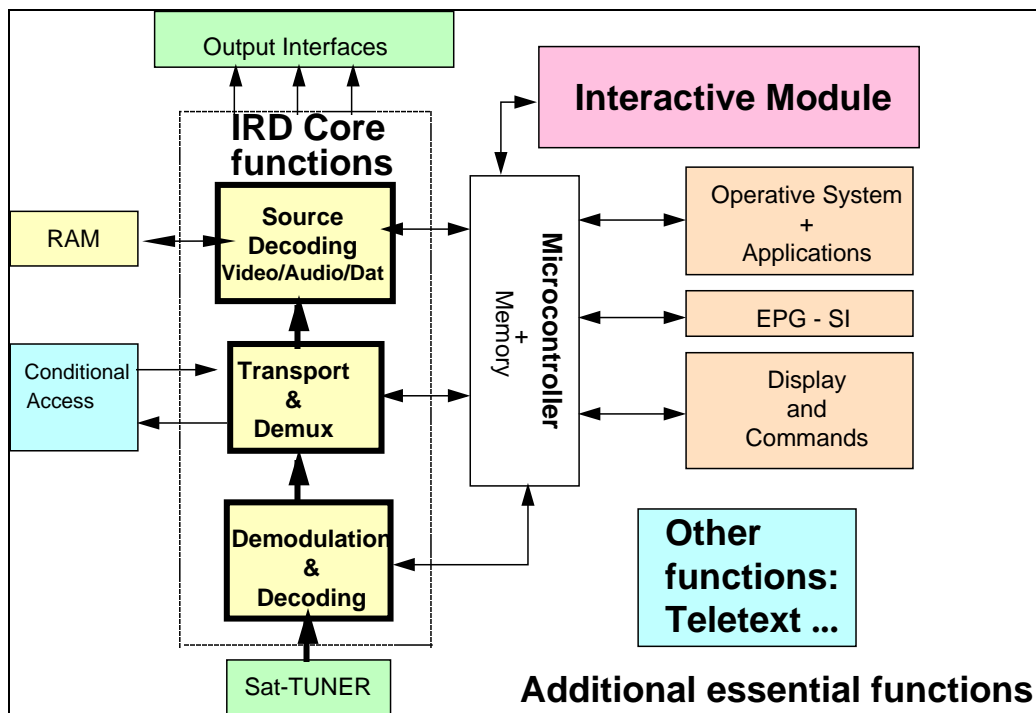 Output Interfaces
IRD Core
functions
Interactive Module
RAM
Source
Decoding
Video/Audio/Dat
Microcontroller
+
Memory
Operative System
+
Applications
EPG - SI
Conditional
Access
Transport
&
Demux
Display
and
Commands
Demodulation
&
Decoding
Other
functions:
Teletext ...
Sat-TUNER
Additional essential functions